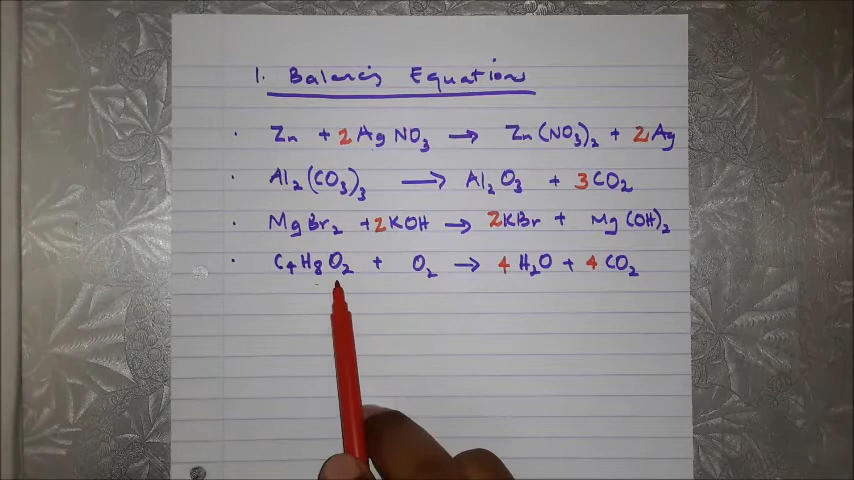 1. Balancing Equations
· Zn + 2AgNO₃ → Zn(NO₃)₂ + 2Ag
· Al₂(CO₃)₃ → Al₂O₃ + 3CO₂
· MgBr₂ + 2KOH → 2KBr + Mg(OH)₂
· C₄H₈O₂ + O₂ → 4H₂O + 4CO₂